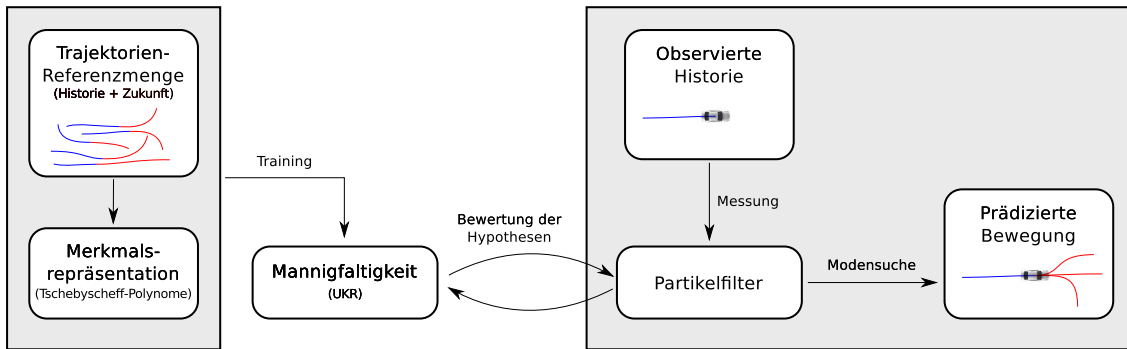 Trajektorien-
Referenzmenge
(Historie + Zukunft)
Merkmals-
repräsentation
(Tschebyscheff-Polynome)
Training
Mannigfaltigkeit
(UKR)
Bewertung der
Hypothesen
Observierte
Historie
Messung
Partikelfilter
Modensuche
Prädizierte
Bewegung